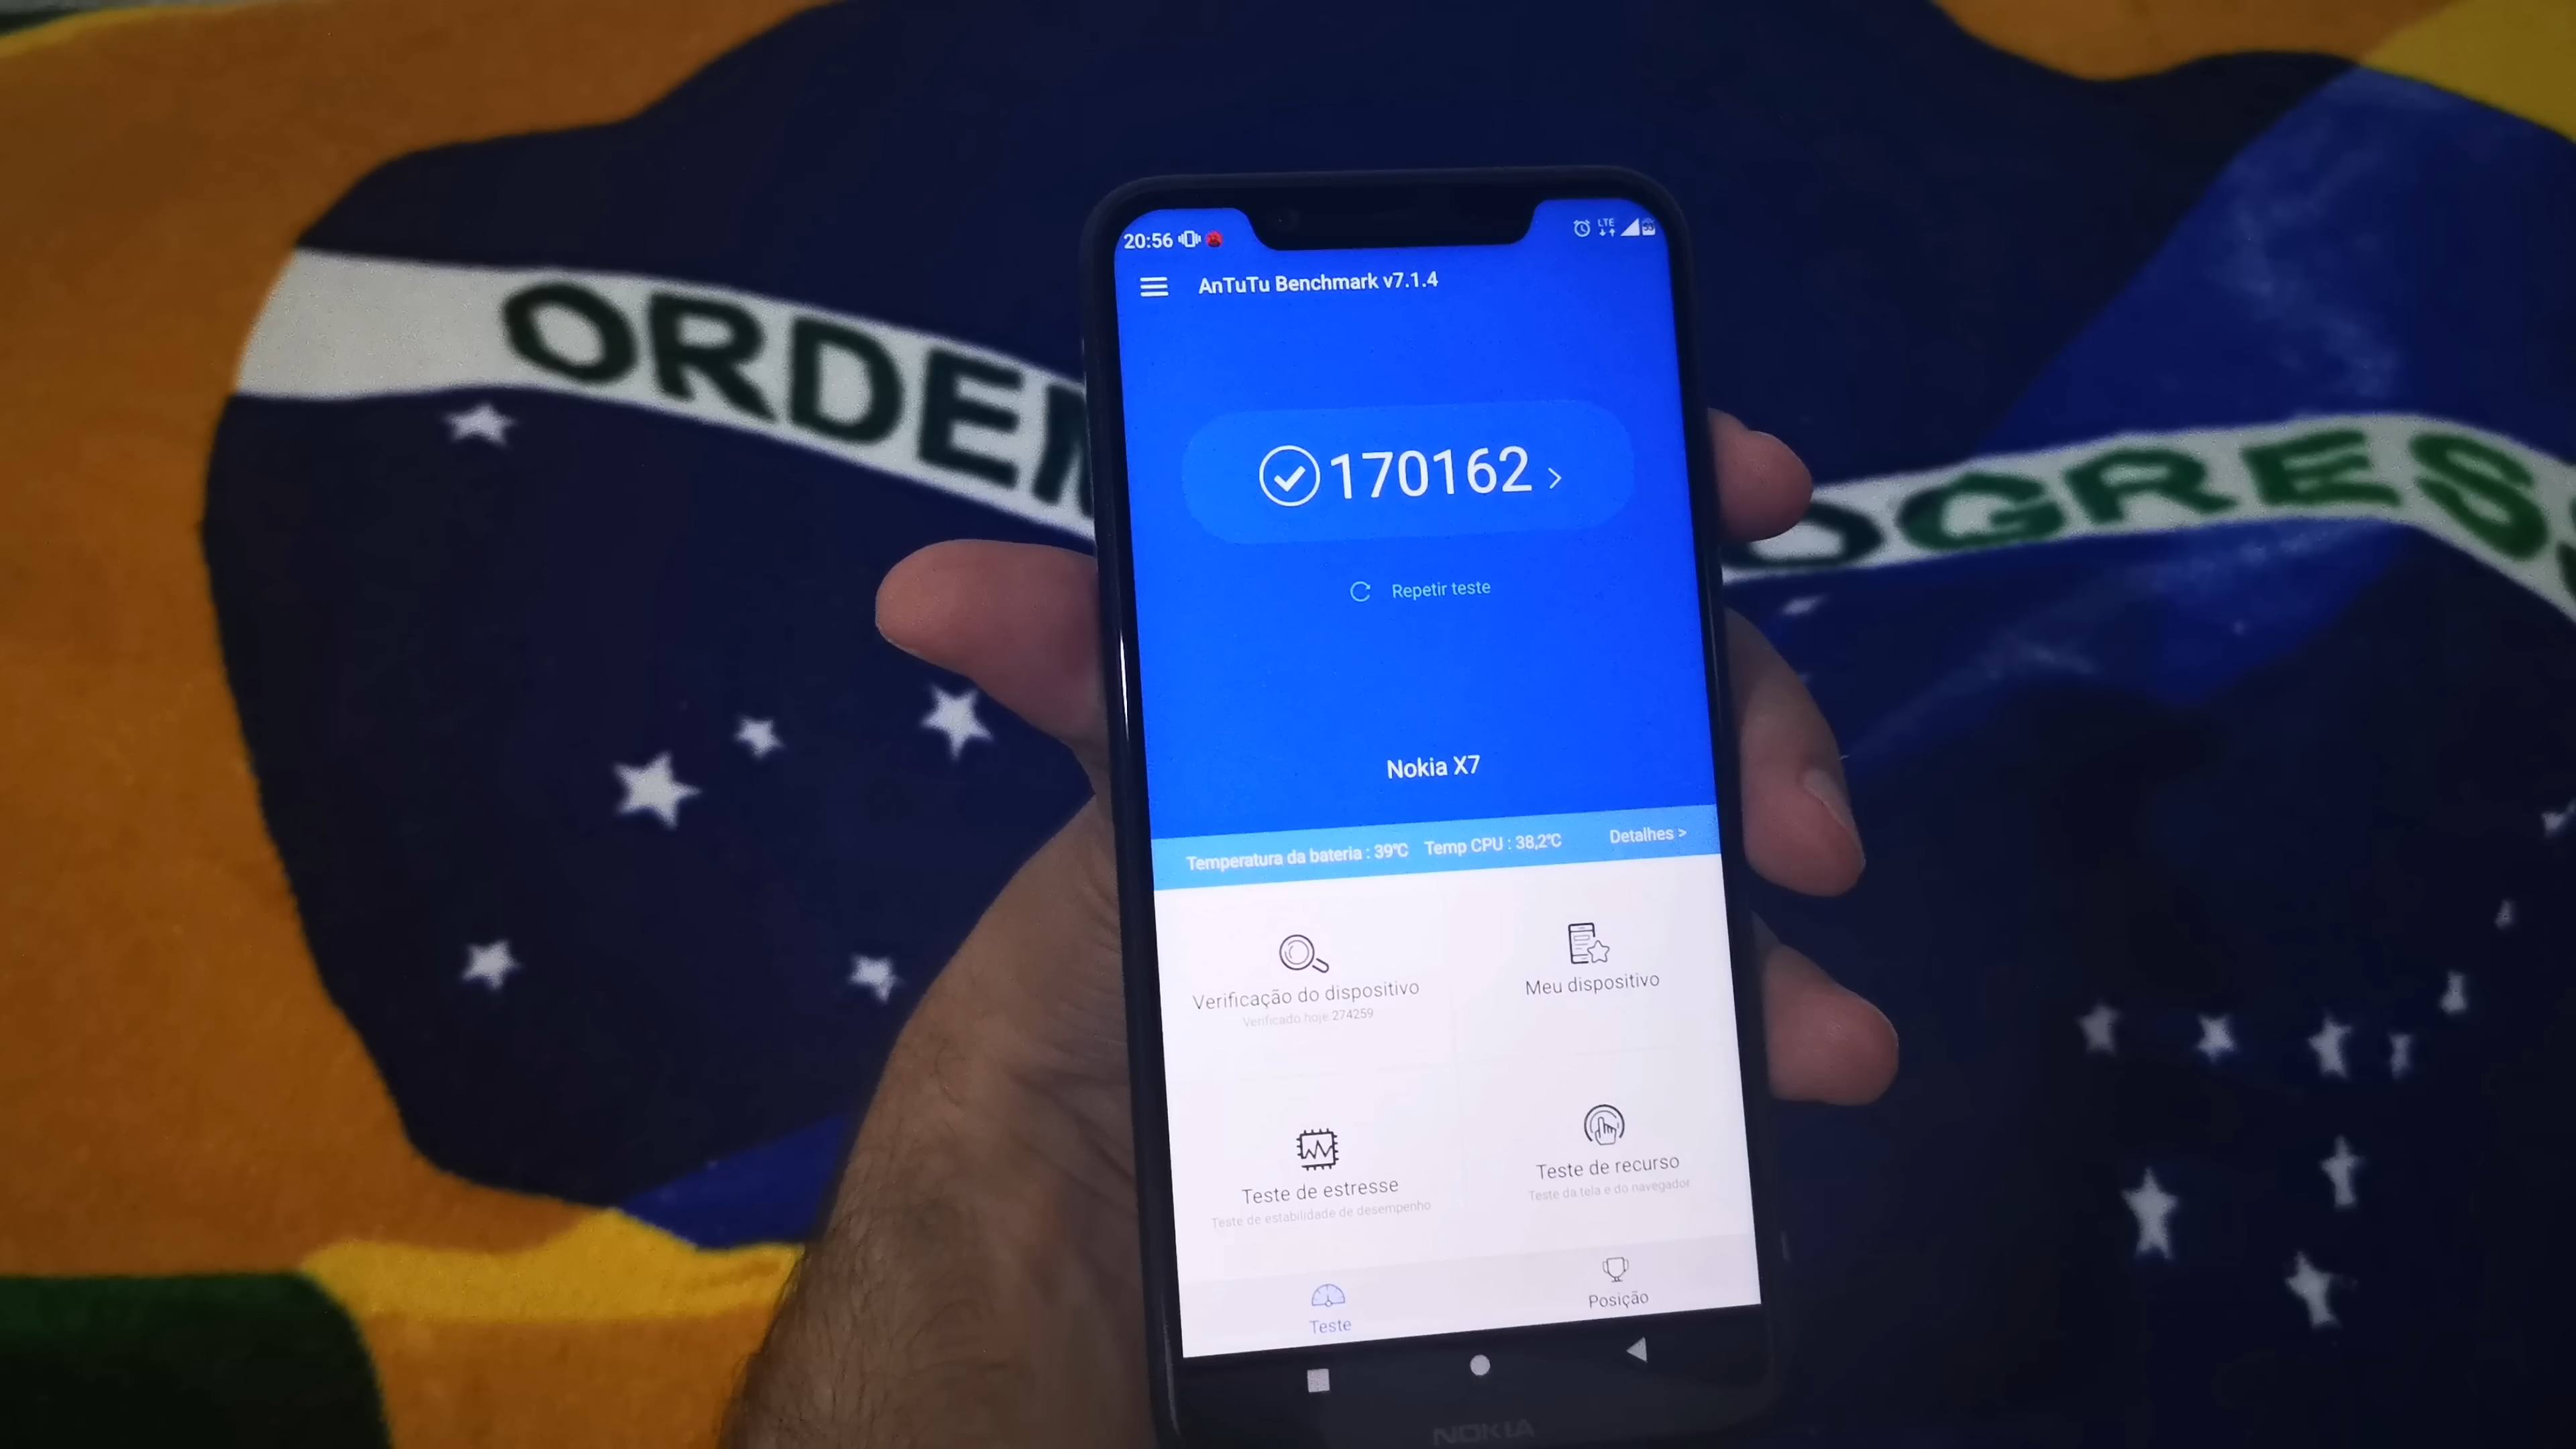 ORDEM
OGRES
20:56
LTE
AnTuTu Benchmark v7.1.4
170162 >
Repetir teste
Nokia X7
Temperatura da bateria : 39℃ Temp CPU : 38,2℃ Detalhes >
Verificação do dispositivo
Verificado hoje:274259
Meu dispositivo
Teste de estresse
Teste de estabilidade de desempenho
Teste de recurso
Teste da tela e do navegador
Teste
Posição
NOKIA